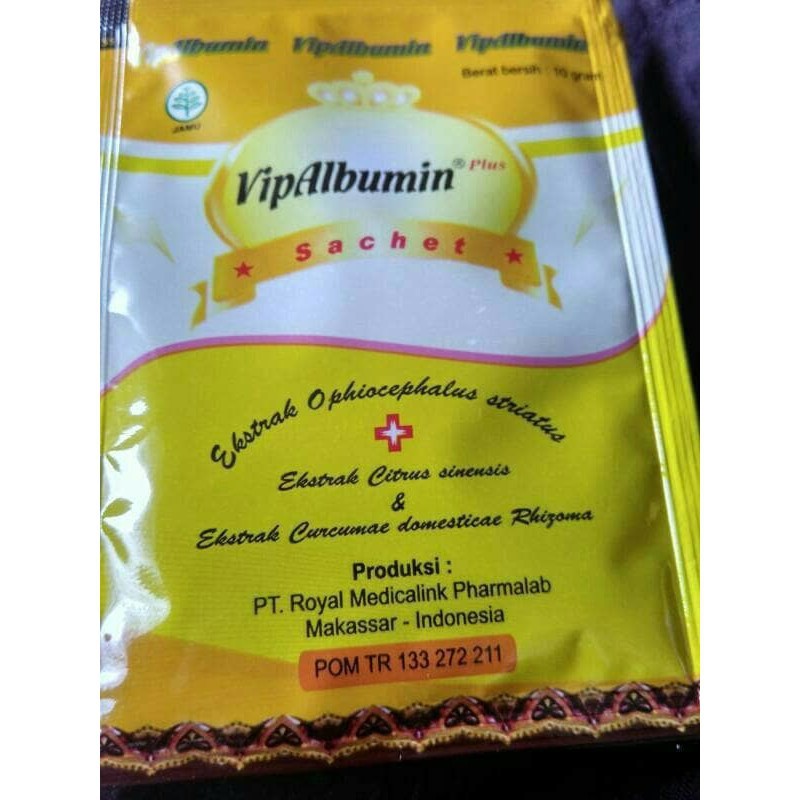 VipAlbumin VipAlbumin VipAlbumin
Berat bersih : 10 gram
JAMU
VipAlbumin® Plus
Sachet
Ekstrak Ophiocephalus striatus
Ekstrak Citrus sinensis
&
Ekstrak Curcumae domesticae Rhizoma
Produksi :
PT. Royal Medicalink Pharmalab
Makassar - Indonesia
POM TR 133 272 211